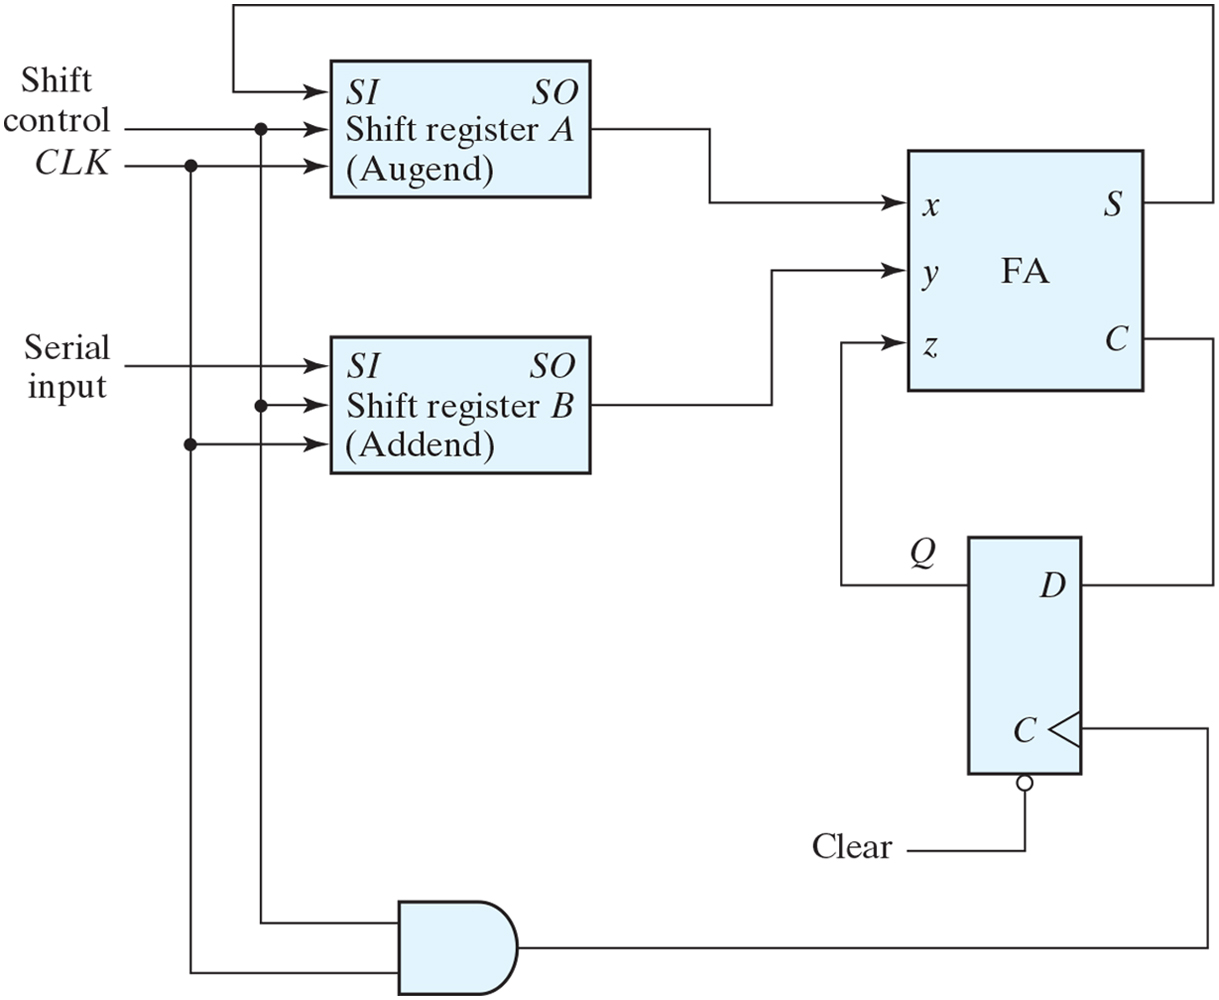 Shift
control
CLK
SI SO
Shift register A
(Augend)
x S
y FA
z C
Serial
input
SI SO
Shift register B
(Addend)
Q
D
C
Clear